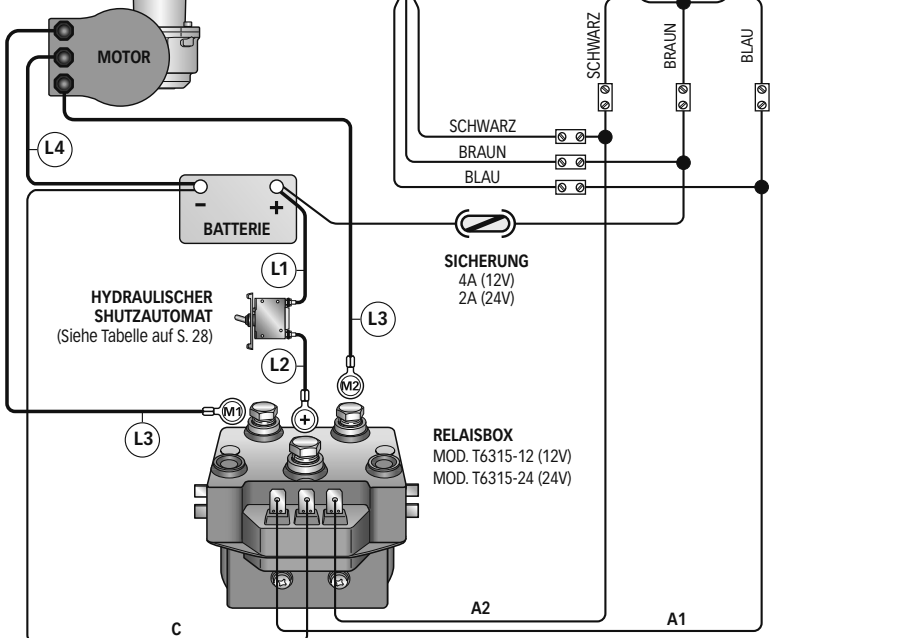 MOTOR
SCHWARZ
BRAUN
BLAU
SCHWARZ
BRAUN
BLAU
L4
- +
BATTERIE
L1
SICHERUNG
4A (12V)
2A (24V)
HYDRAULISCHER
SHUTZAUTOMAT
(Siehe Tabelle auf S. 28)
L3
L2
M2
M1
+
L3
RELAISBOX
MOD. T6315-12 (12V)
MOD. T6315-24 (24V)
A2
A1
C